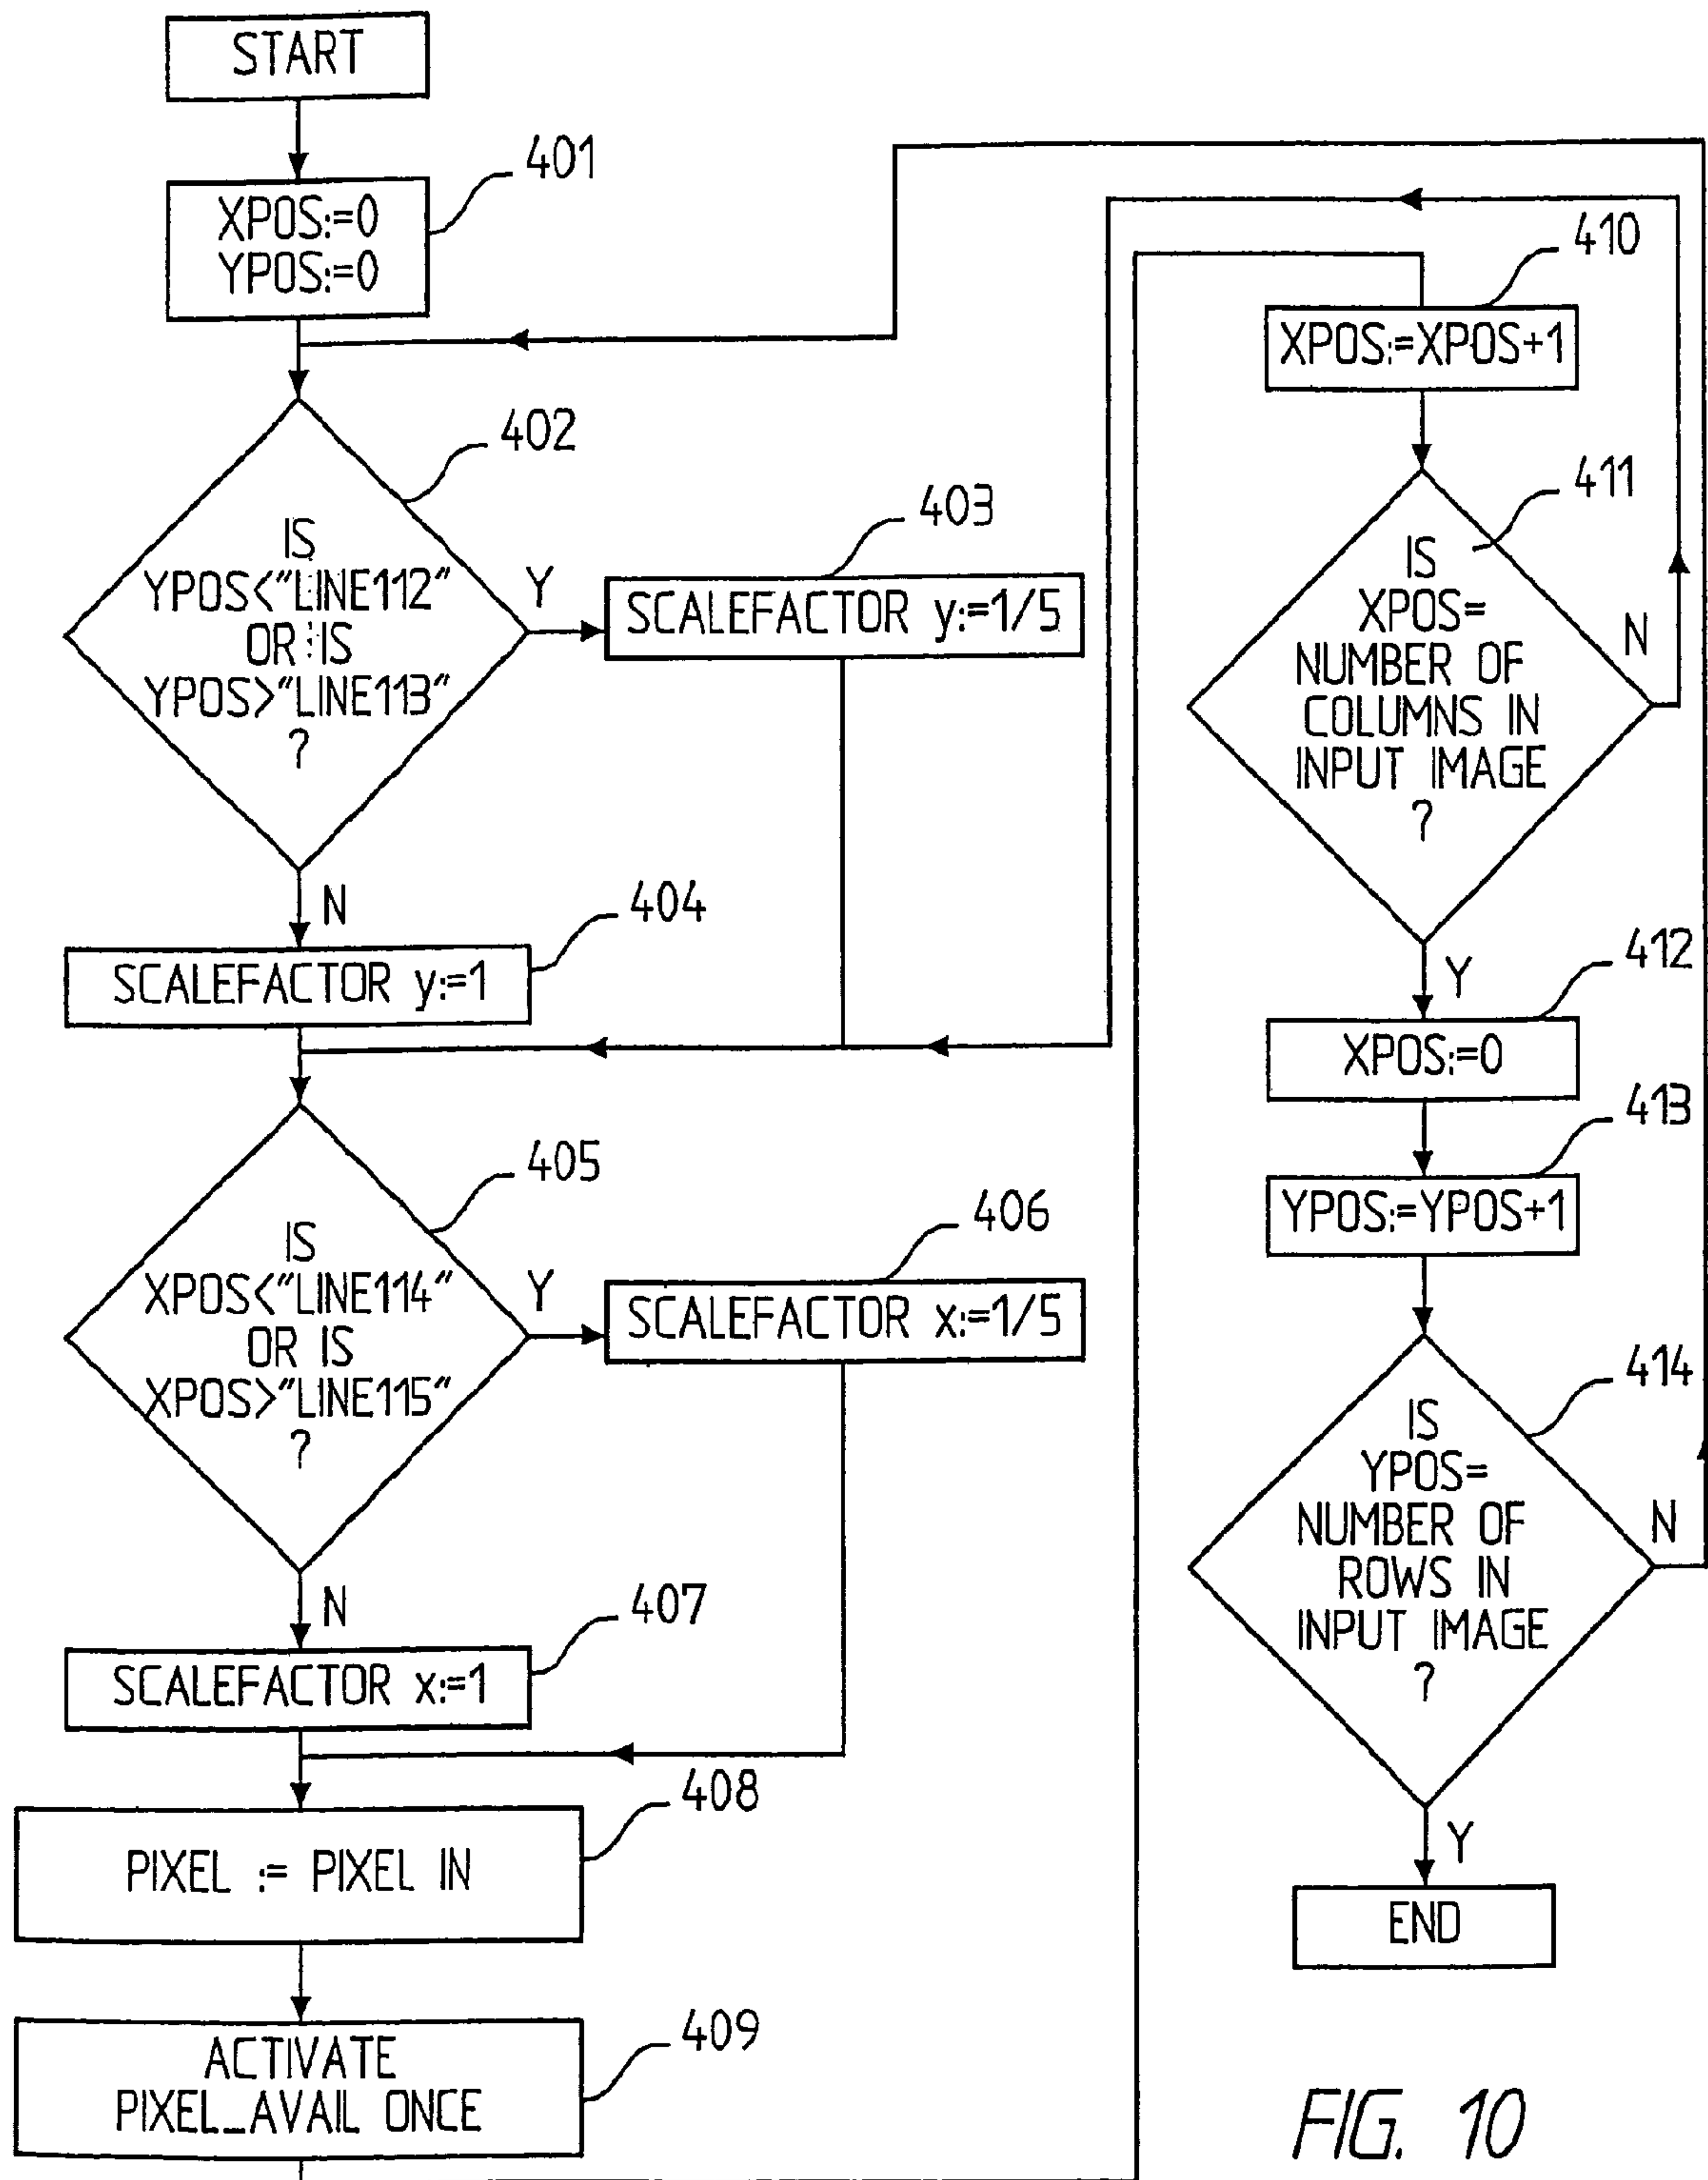 START
401
XPOS:=0
YPOS:=0
402
IS
YPOS<"LINE112"
OR IS
YPOS>"LINE113"
?
Y
403
SCALEFACTOR y:=1/5
N
404
SCALEFACTOR y:=1
405
IS
XPOS<"LINE114"
OR IS
XPOS>"LINE115"
?
Y
406
SCALEFACTOR x:=1/5
N
407
SCALEFACTOR x:=1
408
PIXEL := PIXEL IN
409
ACTIVATE
PIXEL_AVAIL ONCE
410
XPOS:=XPOS+1
411
IS
XPOS=
NUMBER OF
COLUMNS IN
INPUT IMAGE
?
N
Y
412
XPOS:=0
413
YPOS:=YPOS+1
414
IS
YPOS=
NUMBER OF
ROWS IN
INPUT IMAGE
?
N
Y
END
FIG. 10